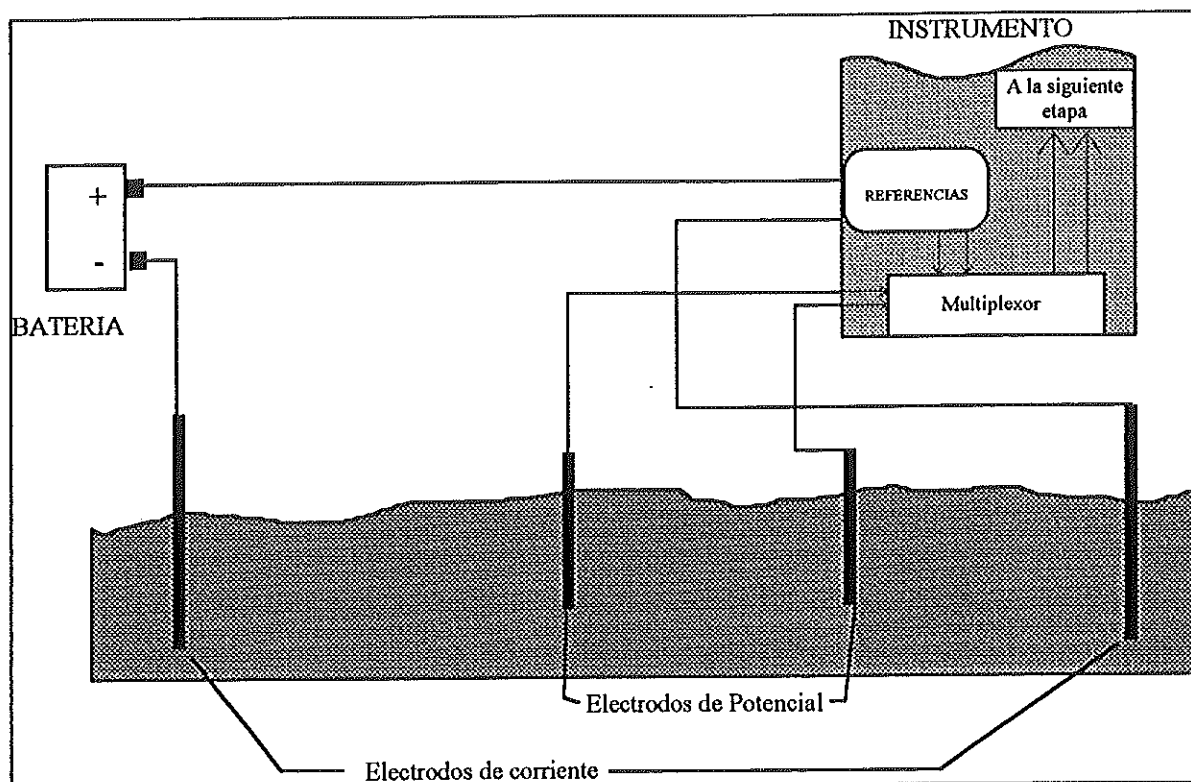 INSTRUMENTO
A la siguiente
etapa
+
REFERENCIAS
-
Multiplexor
BATERIA
Electrodos de Potencial
Electrodos de corriente